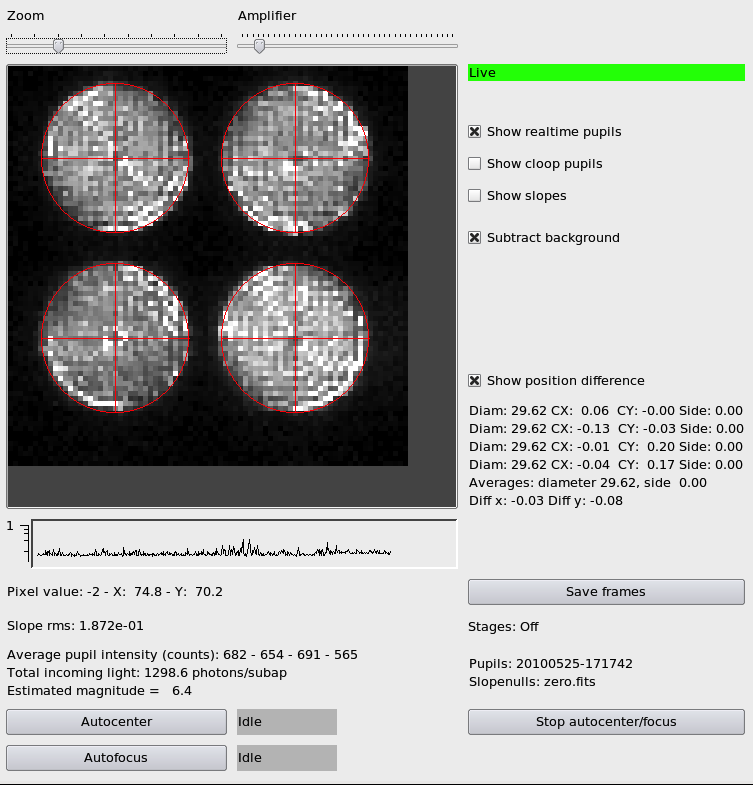 Zoom
Amplifier
Live
Show realtime pupils
Show cloop pupils
Show slopes
Subtract background
Show position difference
Diam: 29.62 CX:  0.06  CY: -0.00 Side: 0.00
Diam: 29.62 CX: -0.13  CY: -0.03 Side: 0.00
Diam: 29.62 CX: -0.01  CY:  0.20 Side: 0.00
Diam: 29.62 CX: -0.04  CY:  0.17 Side: 0.00
Averages: diameter 29.62, side  0.00
Diff x: -0.03 Diff y: -0.08
1
Pixel value: -2 - X:  74.8 - Y:  70.2
Save frames
Slope rms: 1.872e-01
Stages: Off
Average pupil intensity (counts): 682 - 654 - 691 - 565
Total incoming light: 1298.6 photons/subap
Estimated magnitude =   6.4
Pupils: 20100525-171742
Slopenulls: zero.fits
Autocenter
Idle
Stop autocenter/focus
Autofocus
Idle